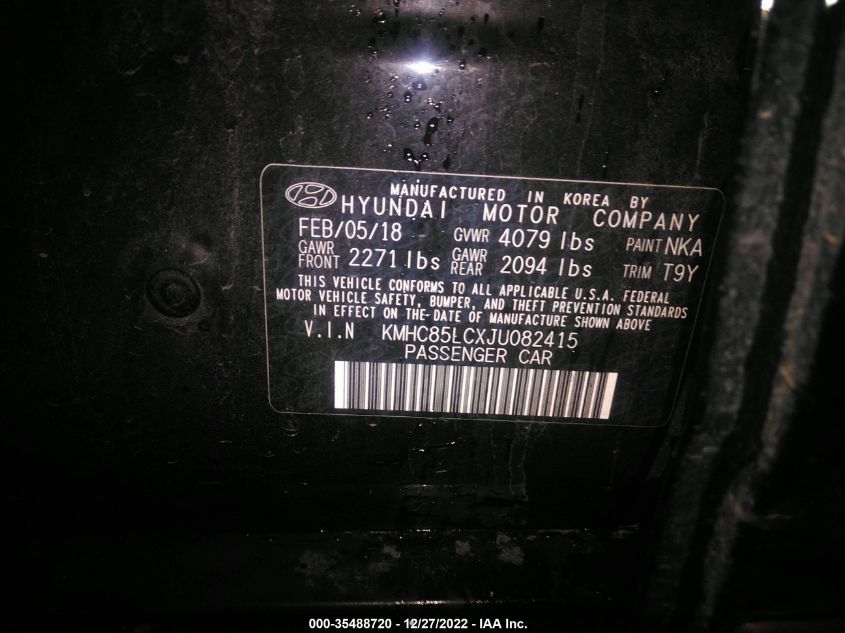 MANUFACTURED IN KOREA BY
HYUNDAI MOTOR COMPANY
FEB/05/18 GVWR 4079 lbs PAINT NKA
GAWR FRONT 2271 lbs GAWR REAR 2094 lbs TRIM T9Y
THIS VEHICLE CONFORMS TO ALL APPLICABLE U.S.A. FEDERAL
MOTOR VEHICLE SAFETY, BUMPER, AND THEFT PREVENTION STANDARDS
IN EFFECT ON THE-DATE OF MANUFACTURE SHOWN ABOVE
V.I.N KMHC85LCXJU082415
PASSENGER CAR
000-35488720 - 12/27/2022 - IAA Inc.